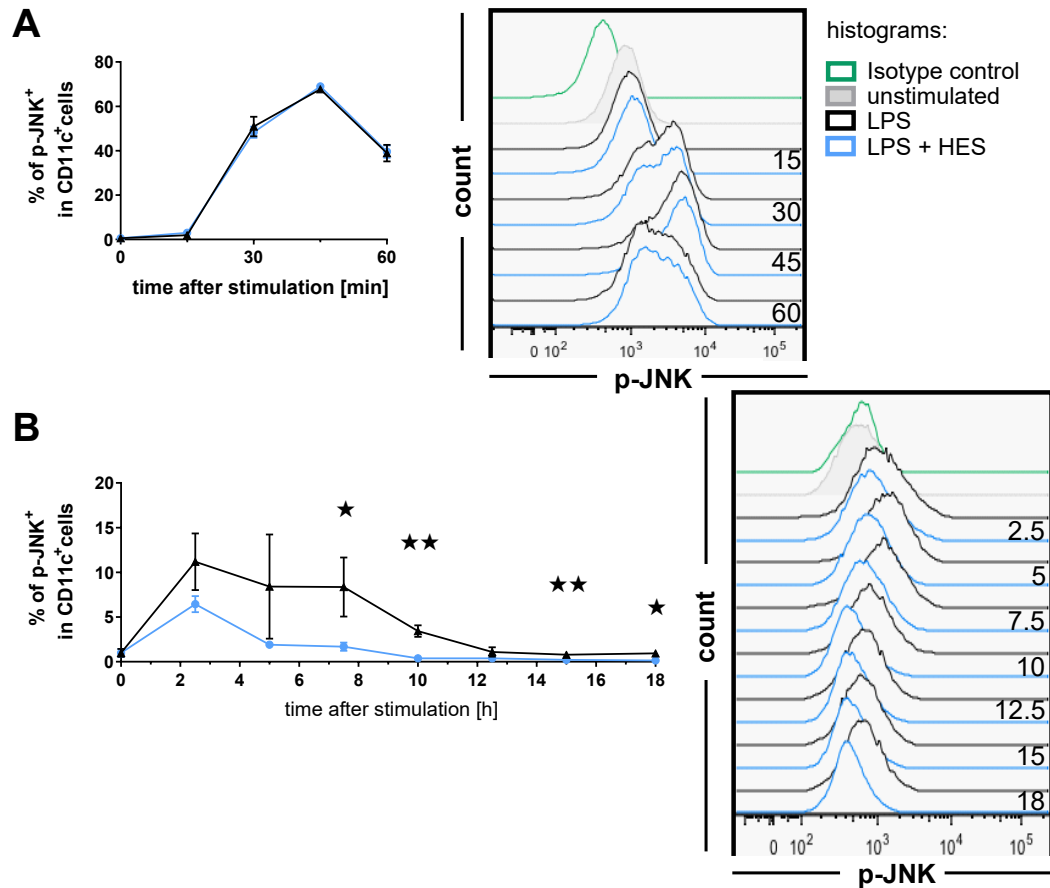 A
80
60
40
20
0
% of p-JNK⁺
in CD11c⁺cells
0 30 60
time after stimulation [min]
count
15
30
45
60
0 10² 10³ 10⁴ 10⁵
p-JNK
histograms:
Isotype control
unstimulated
LPS
LPS + HES
B
20
15
10
5
0
% of p-JNK⁺
in CD11c⁺cells
★
★★
★★
★
0 2 4 6 8 10 12 14 16 18
time after stimulation [h]
count
2.5
5
7.5
10
12.5
15
18
0 10² 10³ 10⁴ 10⁵
p-JNK